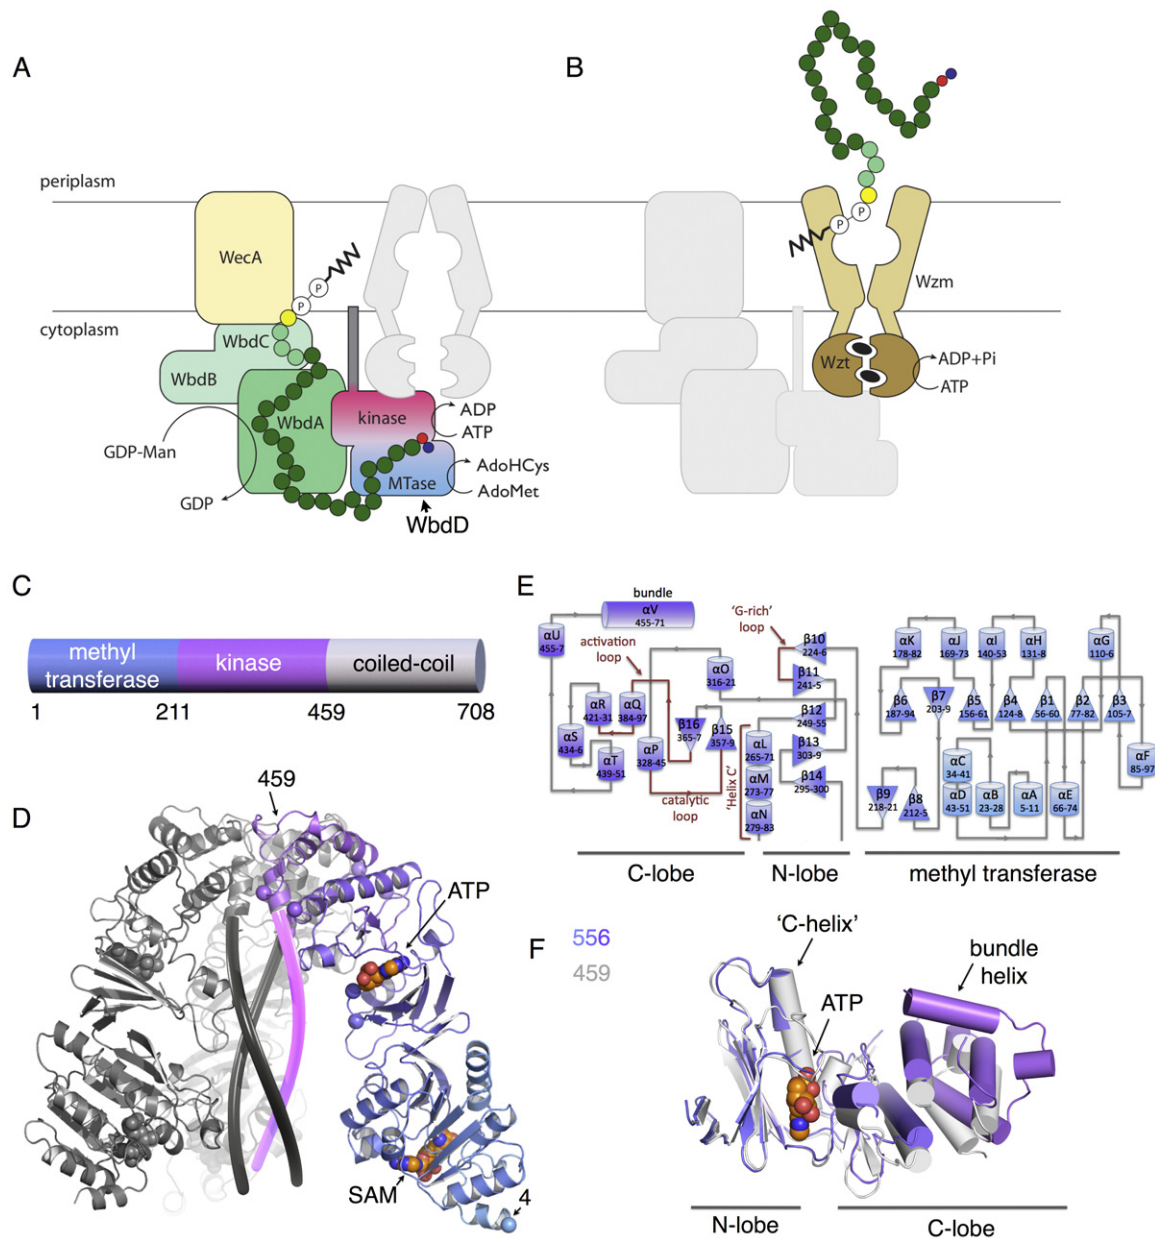 A
B
periplasm
WecA
P
P
cytoplasm
WbdC
WbdB
WbdA
kinase
ADP
ATP
GDP-Man
GDP
MTase
AdoHCys
AdoMet
WbdD
P
P
Wzm
Wzt
ADP+Pi
ATP
C
methyl
transferase
kinase
coiled-coil
1
211
459
708
E
bundle
αV
455-71
αU
455-7
activation
loop
'G-rich'
loop
β10
224-6
αO
316-21
β11
241-5
αR
421-31
αQ
384-97
β12
249-55
αS
434-6
β16
365-7
β15
357-9
αL
265-71
β13
303-9
αT
439-51
αP
328-45
αM
273-77
β14
295-300
'Helix C'
catalytic
loop
αN
279-83
αK
178-82
αJ
169-73
αI
140-53
αH
131-8
αG
110-6
β6
187-94
β7
203-9
β5
156-61
β4
124-8
β1
56-60
β2
77-82
β3
105-7
αF
85-97
αC
34-41
β9
218-21
β8
212-5
αD
43-51
αB
23-28
αA
5-11
αE
66-74
C-lobe
N-lobe
methyl transferase
D
459
ATP
SAM
4
F
556
459
'C-helix'
ATP
bundle
helix
N-lobe
C-lobe